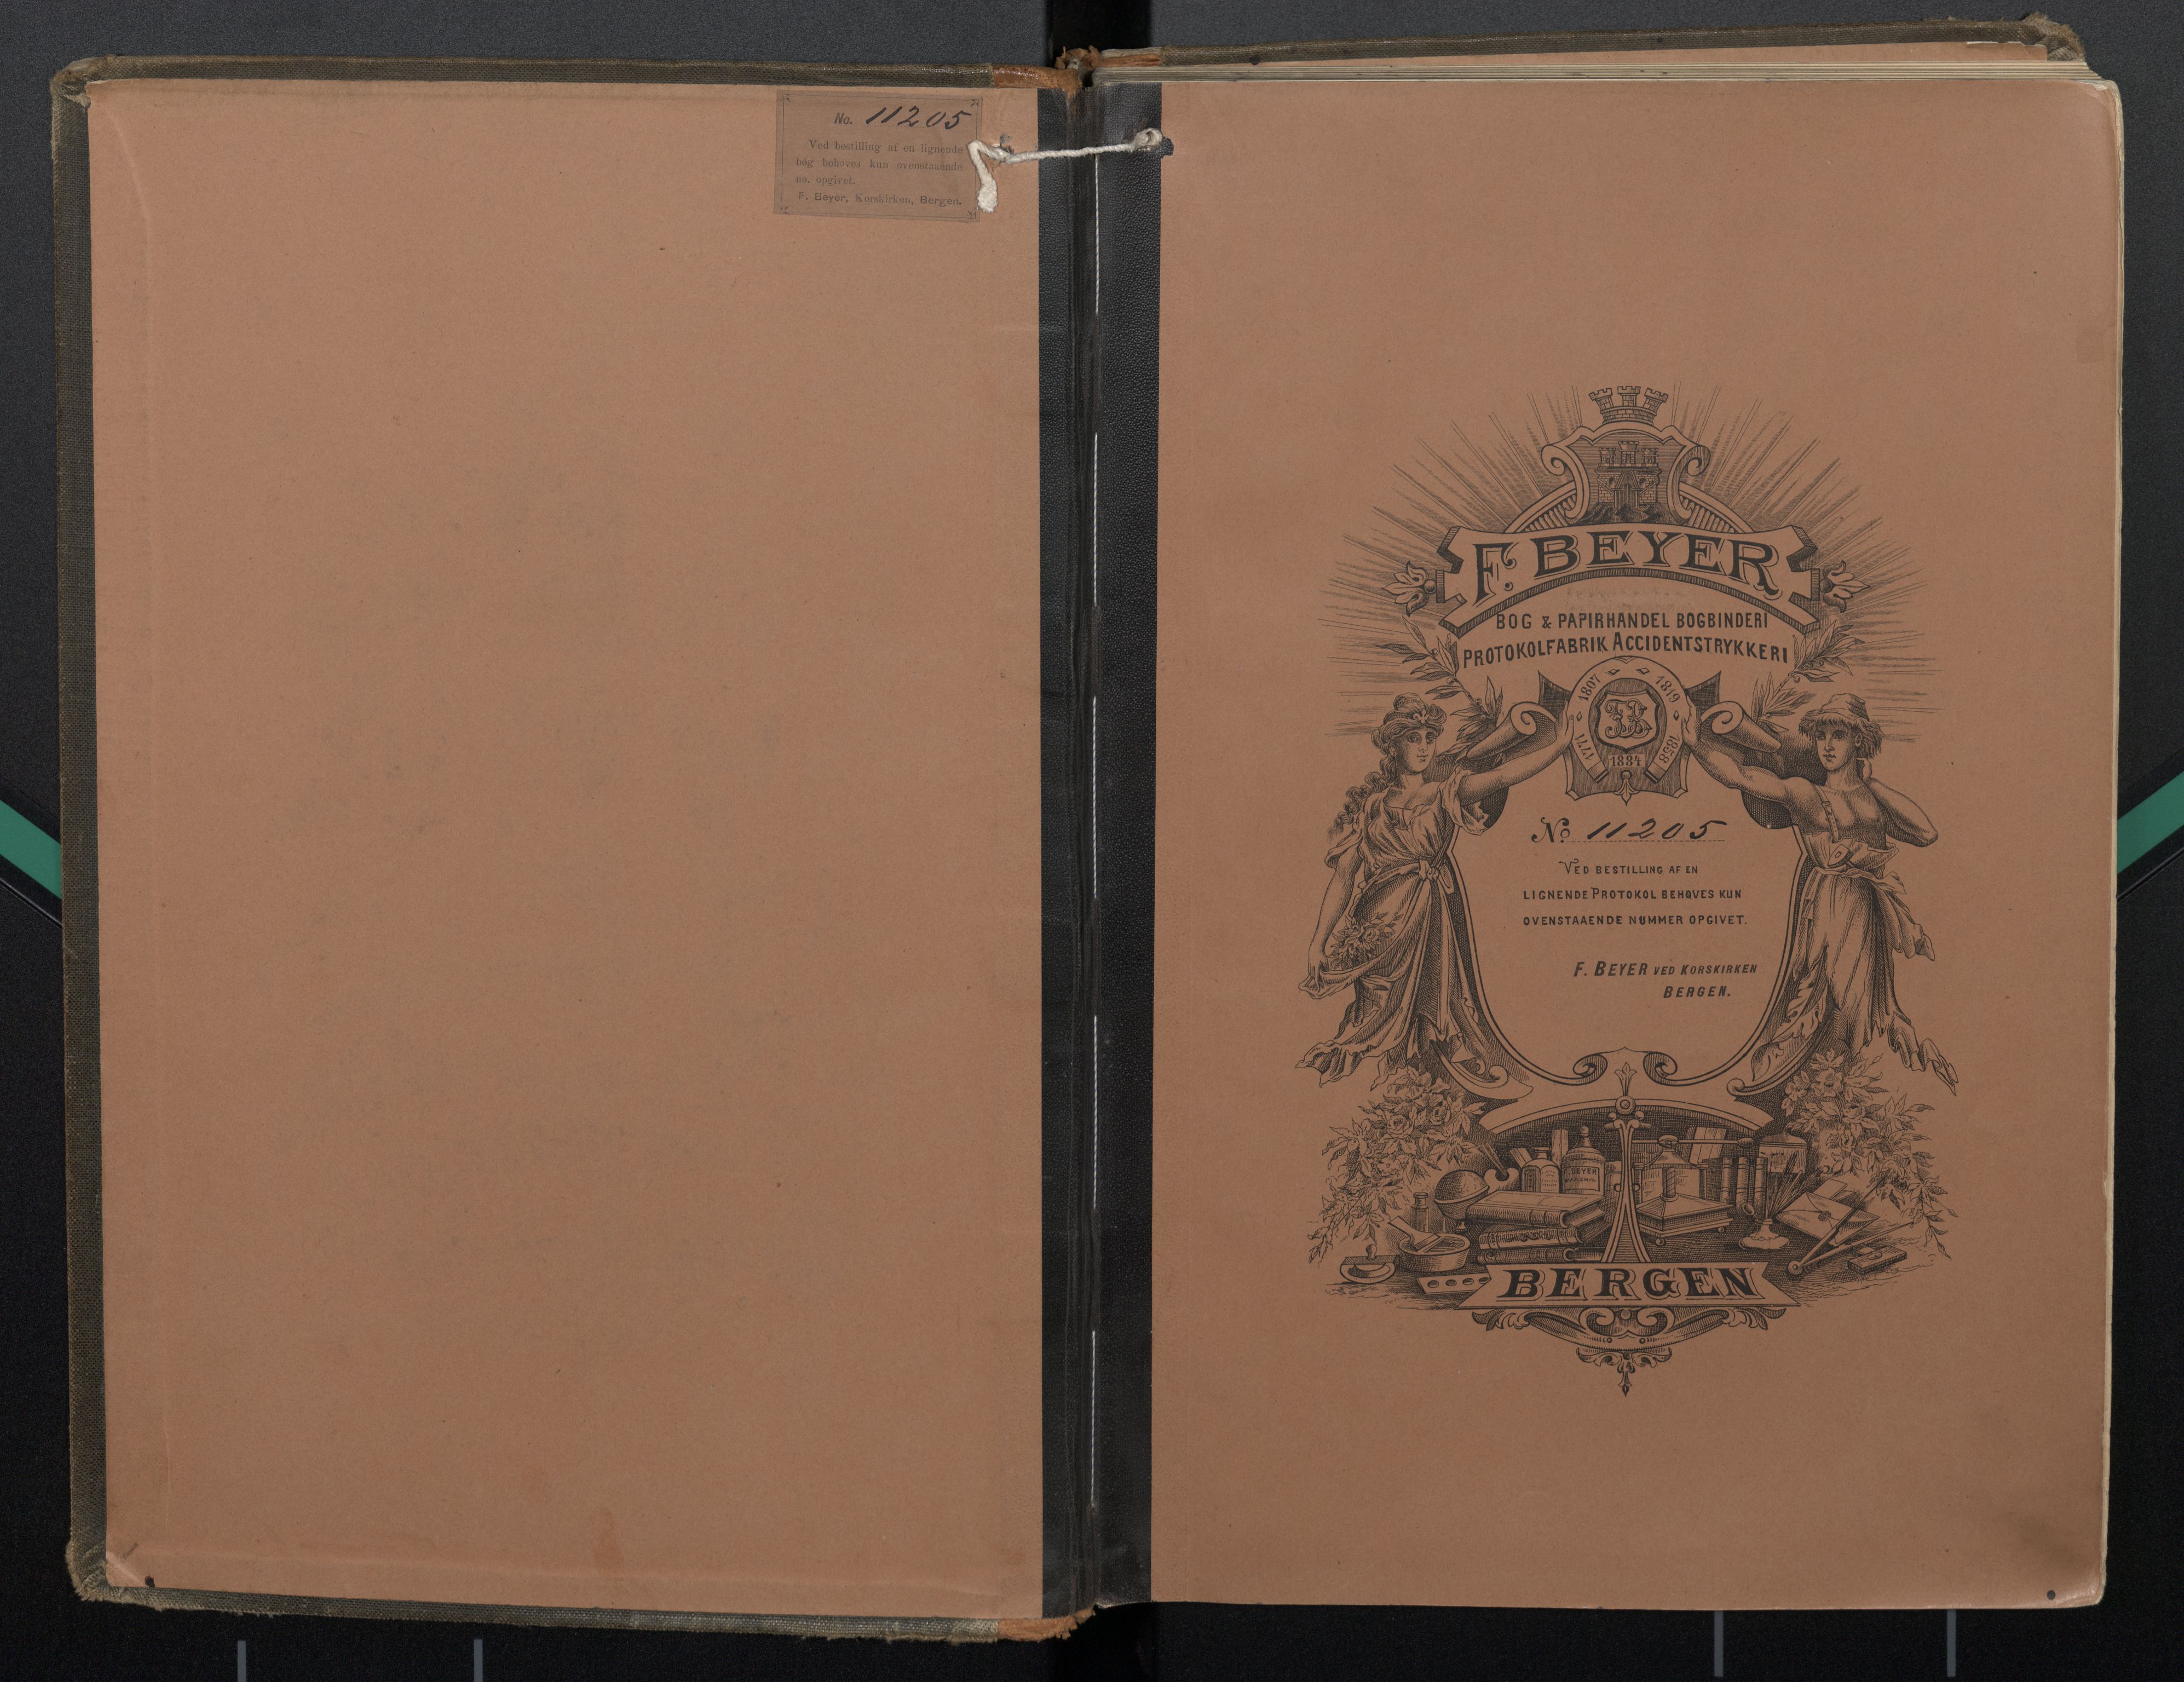 No. 11205
Ved bestilling af en lignende
bog behøves kun ovenstaaende
no. opgivet.
F. Beyer, Korskirken, Bergen.
F. BEYER
BOG & PAPIRHANDEL BOGBINDERI
PROTOKOLFABRIK ACCIDENTSTRYKKERI
1771 1807 1819 1858
1884
No 11205
VED BESTILLING AF EN
LIGNENDE PROTOKOL BEHØVES KUN
OVENSTAAENDE NUMMER OPGIVET.
F. BEYER VED KORSKIRKEN
BERGEN.
F. BEYER
BERGEN